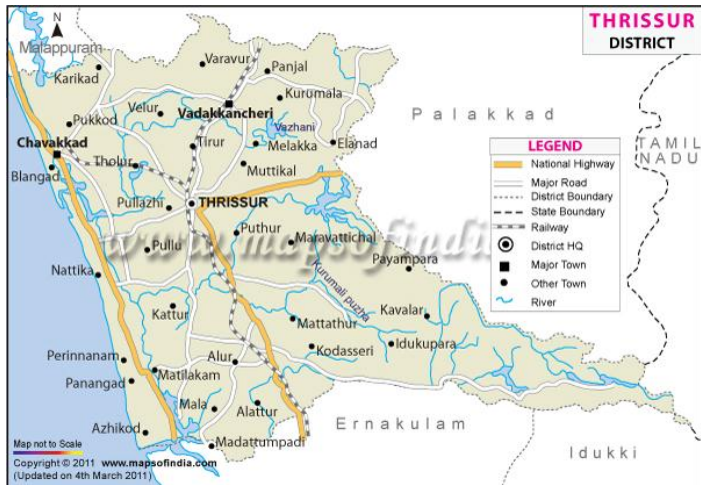 THRISSUR
DISTRICT
N
Malappuram
Karikad
Varavur
Panjal
Kurumala
Velur
Vadakkancheri
Pukkod
Vazhani
Palakkad
Chavakkad
Tirur
Melakka
Elanad
TAMIL
NADU
Tholur
Muttikal
Blangad
Pullazhi
THRISSUR
Puthur
www.mapsofindia
Pullu
Maravattichal
Nattika
Payampara
Kurumali puzha
Kattur
Mattathur
Kavalar
Idukupara
Kodasseri
Perinnanam
Alur
Matilakam
Panangad
Mala
Alattur
Azhikod
Madattumpadi
Ernakulam
Idukki
LEGEND
National Highway
Major Road
District Boundary
State Boundary
Railway
District HQ
Major Town
Other Town
River
Map not to Scale
Copyright © 2011 www.mapsofindia.com
(Updated on 4th March 2011)